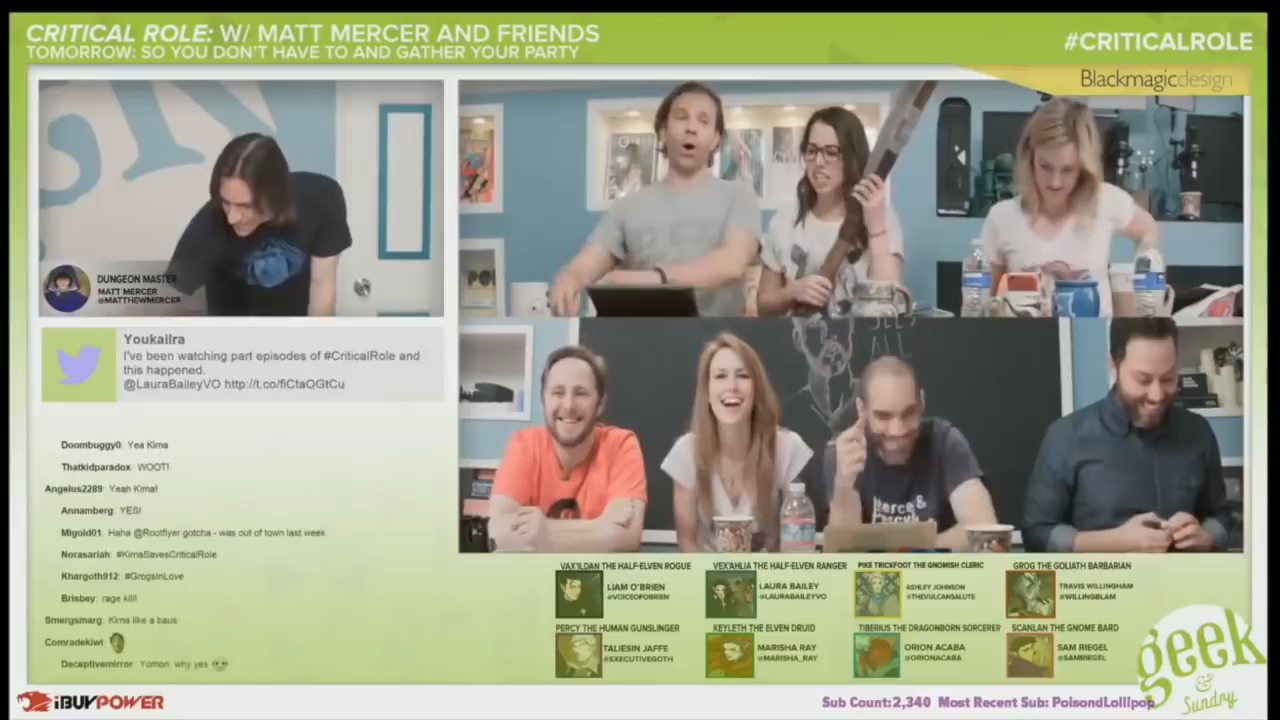 CRITICAL ROLE: W/ MATT MERCER AND FRIENDS
TOMORROW: SO YOU DON'T HAVE TO AND GATHER YOUR PARTY
#CRITICALROLE
Blackmagicdesign
DUNGEON MASTER
MATT MERCER
@MATTHEWMERCER
SEES
ALL
Youkaiira
I've been watching part episodes of #CriticalRole and
this happened.
@LauraBaileyVO http://t.co/fiCtaOGtCu
Doombuggy0: Yea Kima
Thatkidparadox: WOOT!
Angelus2289: Yeah Kima!
Annamberg: YES!
Migold01: Haha @Rootflyer gotcha - was out of town last week
Norasariah: #KimaSavesCriticalRole
Khargoth912: #GrogsInLove
Brisbey: rage kill!
Smergsmarg: Kima like a baus
Comradekiwi:
Deceptivemirror: Yomon. why yes
VAX'ILDAN THE HALF-ELVEN ROGUE
LIAM O'BRIEN
@VOICEOFOBRIEN
VEX'AHLIA THE HALF-ELVEN RANGER
LAURA BAILEY
@LAURABAILEYVO
PIKE TRICKFOOT THE GNOMISH CLERIC
ASHLEY JOHNSON
@THEVULCANSALUTE
GROG THE GOLIATH BARBARIAN
TRAVIS WILLINGHAM
@WILLINGBLAM
PERCY THE HUMAN GUNSLINGER
TALIESIN JAFFE
@EXECUTIVEGOTH
KEYLETH THE ELVEN DRUID
MARISHA RAY
@MARISHA_RAY
TIBERIUS THE DRAGONBORN SORCERER
ORION ACABA
@ORIONACABA
SCANLAN THE GNOME BARD
SAM RIEGEL
@SAMRIEGEL
geek
&
Sundry
iBUYPOWER
Sub Count:2,340 Most Recent Sub: PoisondLollipop